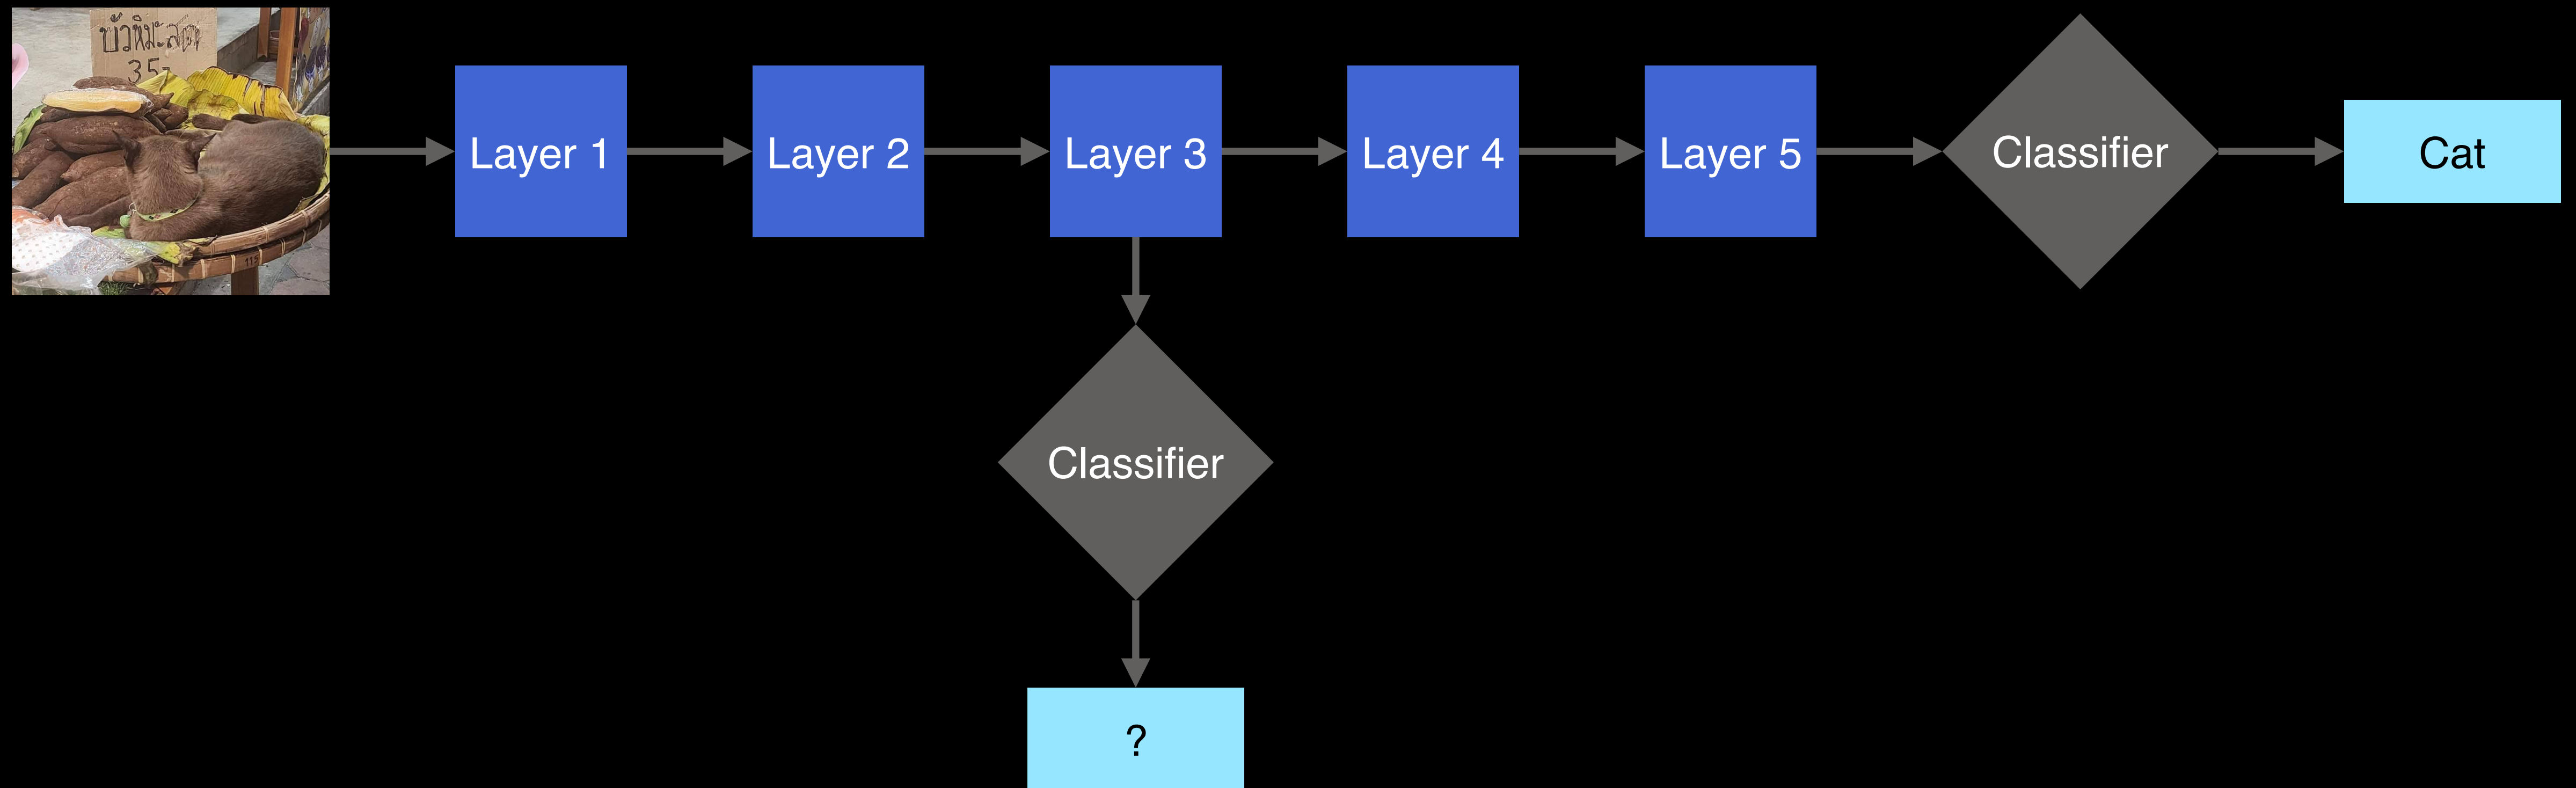 บัวหิมะสด
35-
Layer 1
Layer 2
Layer 3
Layer 4
Layer 5
Classifier
Cat
115
Classifier
?